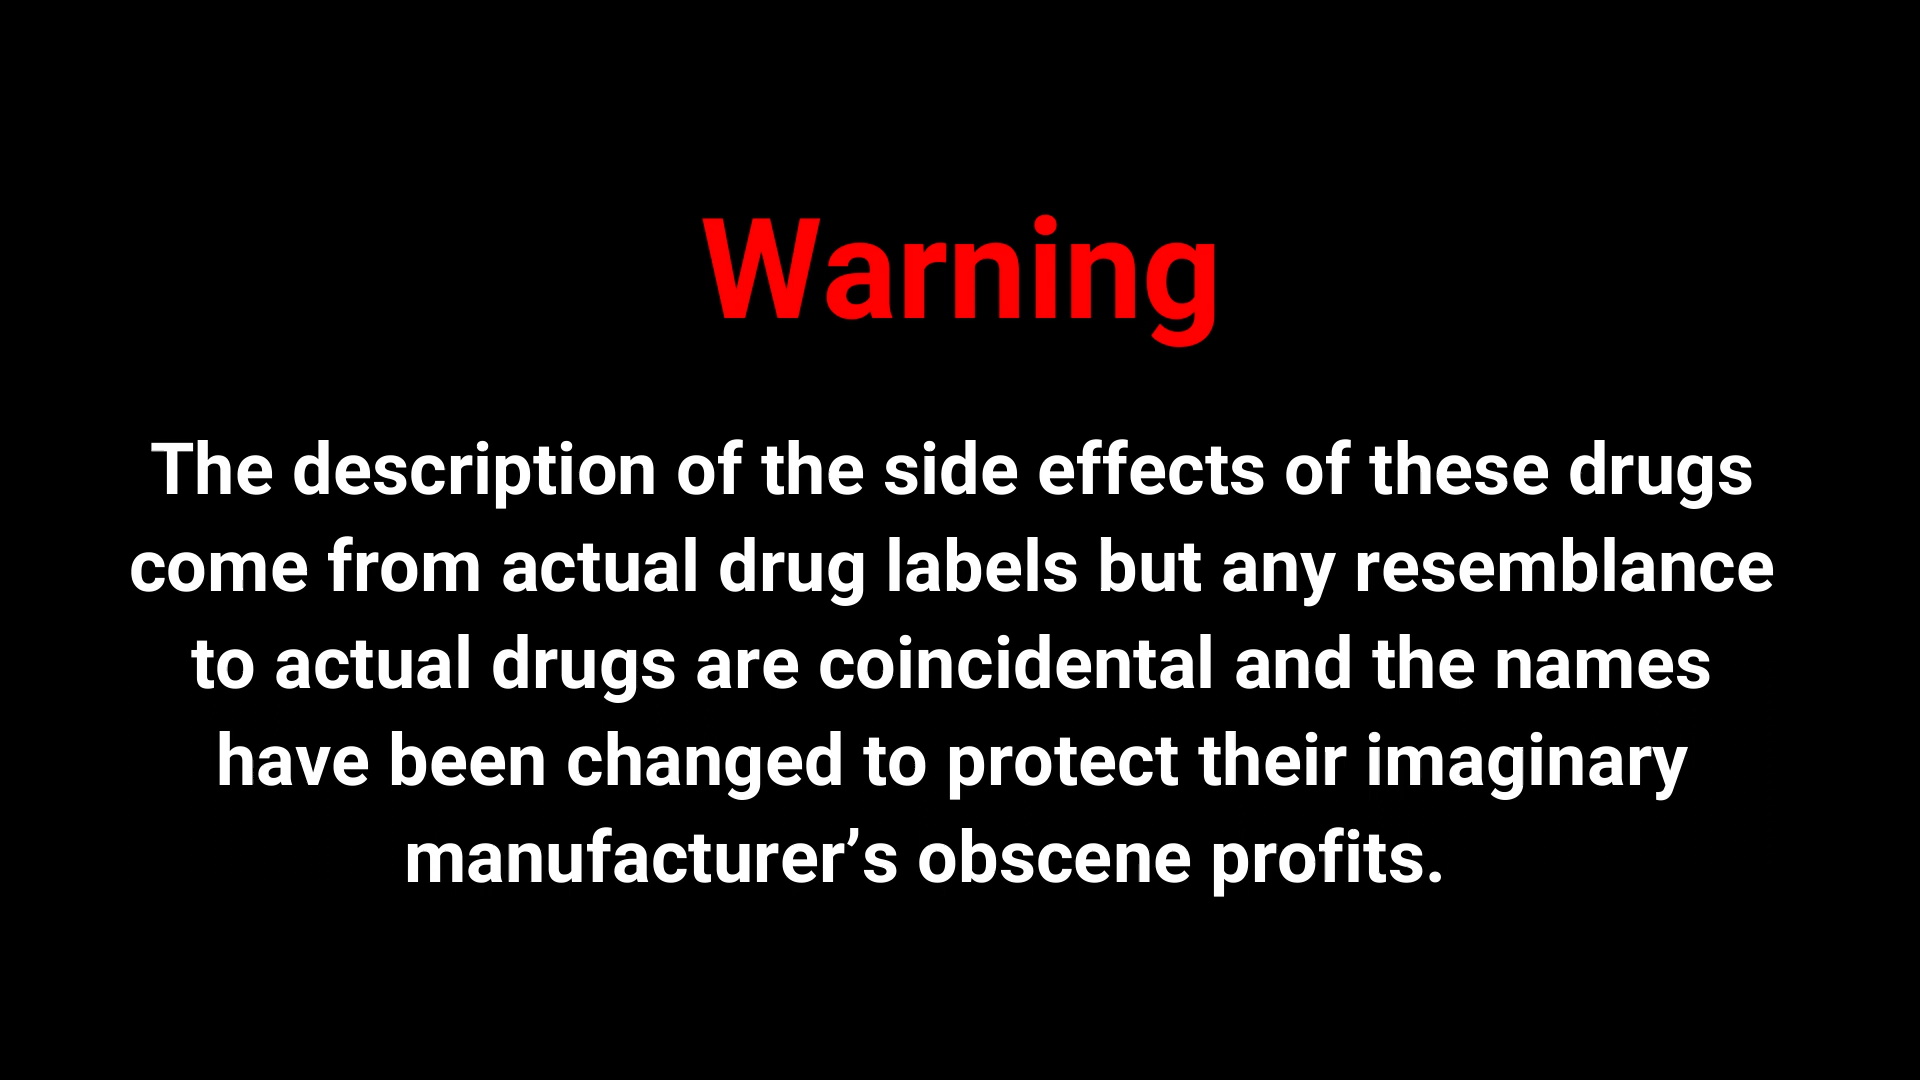 Warning
The description of the side effects of these drugs
come from actual drug labels but any resemblance
to actual drugs are coincidental and the names
have been changed to protect their imaginary
manufacturer’s obscene profits.